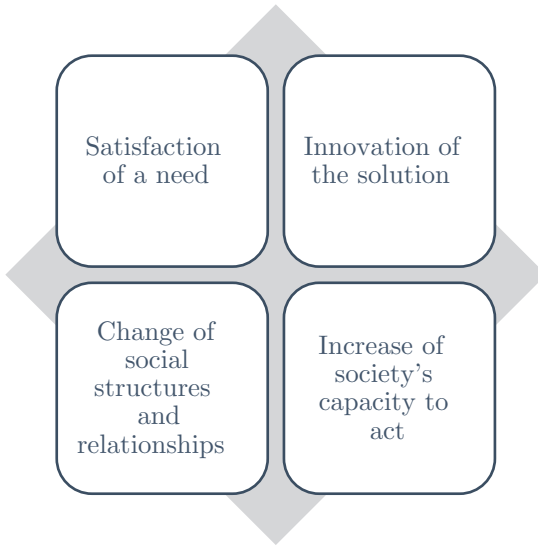 Satisfaction
of a need
Innovation of
the solution
Change of
social
structures
and
relationships
Increase of
society’s
capacity to
act